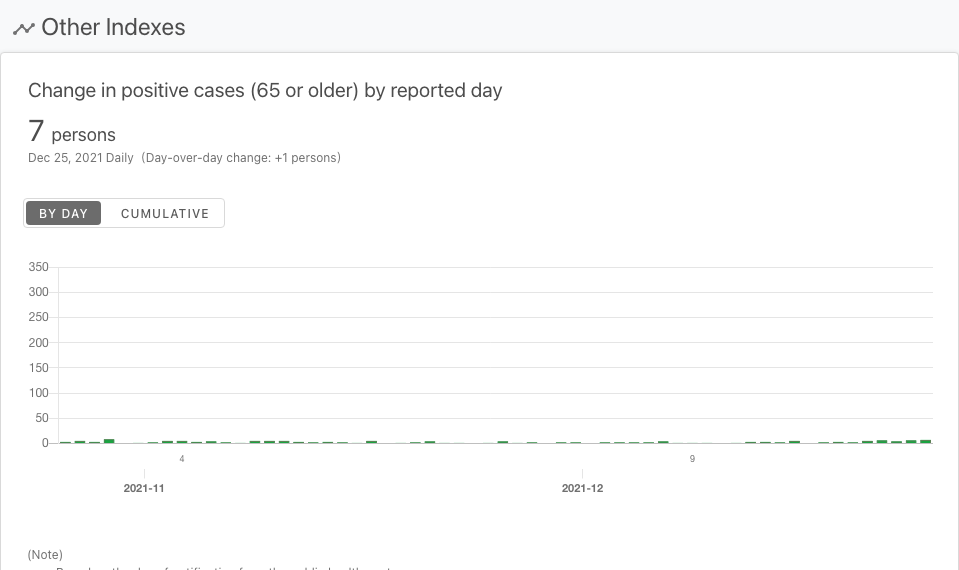 Other Indexes
Change in positive cases (65 or older) by reported day
7 persons
Dec 25, 2021 Daily (Day-over-day change: +1 persons)
BY DAY CUMULATIVE
350
300
250
200
150
100
50
0
4 9
2021-11 2021-12
(Note)